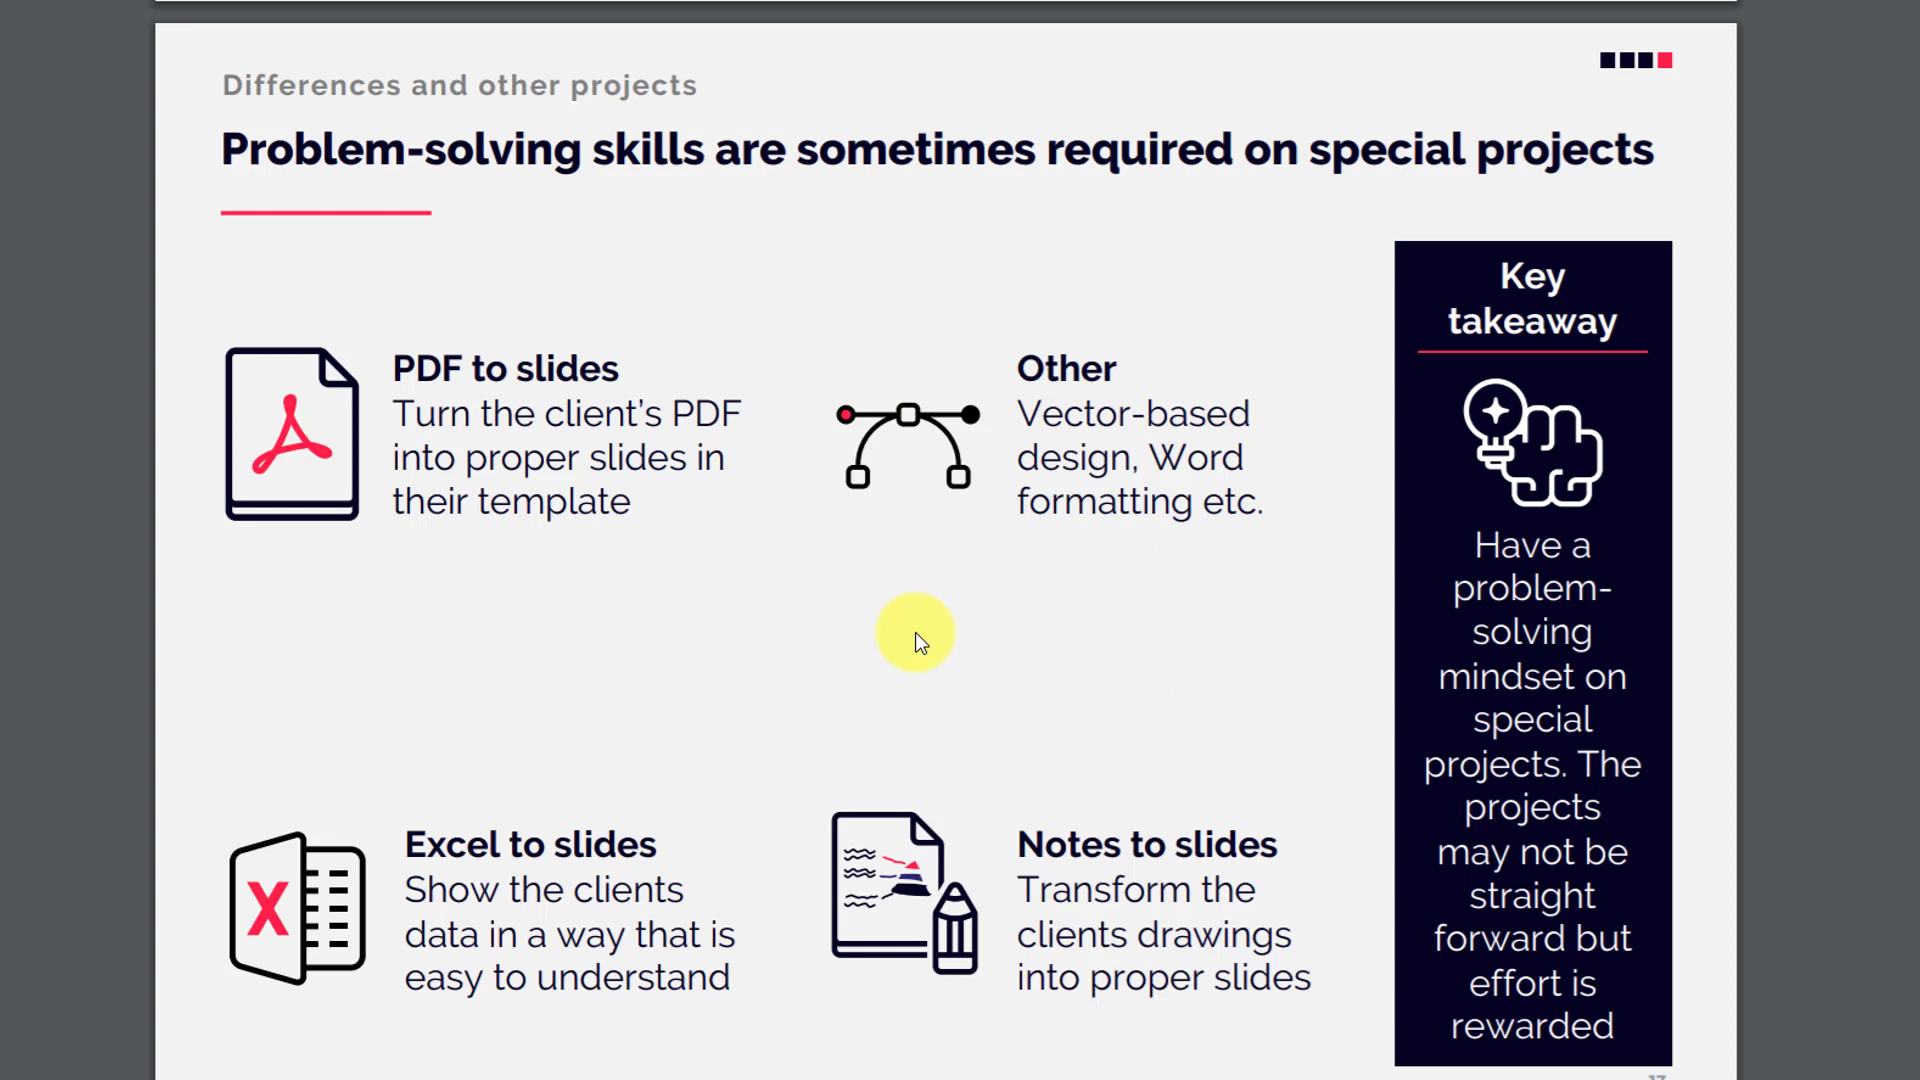 Differences and other projects
Problem-solving skills are sometimes required on special projects
PDF to slides
Turn the client’s PDF
into proper slides in
their template
Other
Vector-based
design, Word
formatting etc.
Excel to slides
Show the clients
data in a way that is
easy to understand
Notes to slides
Transform the
clients drawings
into proper slides
Key
takeaway
Have a
problem-
solving
mindset on
special
projects. The
projects
may not be
straight
forward but
effort is
rewarded